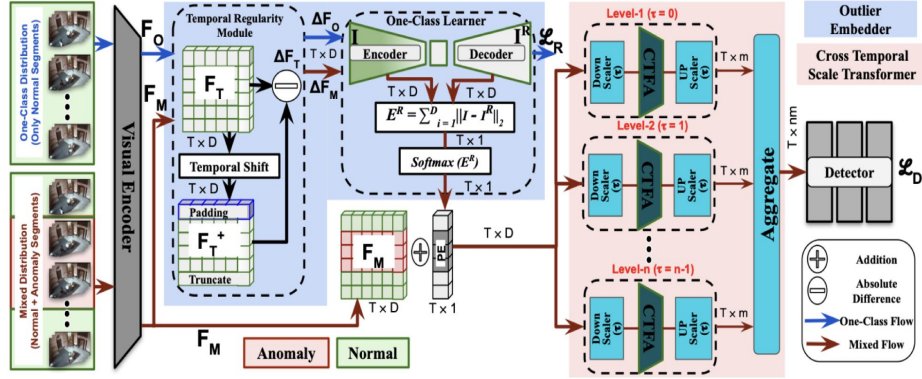 One-Class Distribution
(Only Normal Segments)
Mixed Distribution
(Normal + Anomaly Segments)
Visual Encoder
F_O
F_M
F_M
Temporal Regularity
Module
F_T
T × D
Temporal Shift
T × D
Padding
F_T^+
Truncate
ΔF_T
ΔF_O
T × D
ΔF_M
One-Class Learner
I
Encoder
I^R
Decoder
ℒ_R
T × D
T × D
E^R = ∑^D_{i=1}||I - I^R||_2
T × 1
Softmax (E^R)
T × 1
F_M
T × D
PE
T × 1
T × D
Anomaly
Normal
Level-1 (τ = 0)
Down Scaler (τ)
CTFA
UP Scaler (τ)
T × m
Level-2 (τ = 1)
Down Scaler (τ)
CTFA
UP Scaler (τ)
T × m
Level-n (τ = n-1)
Down Scaler (τ)
CTFA
UP Scaler (τ)
T × m
Aggregate
T × nm
Detector
ℒ_D
Outlier
Embedder
Cross Temporal
Scale Transformer
Addition
Absolute
Difference
One-Class Flow
Mixed Flow